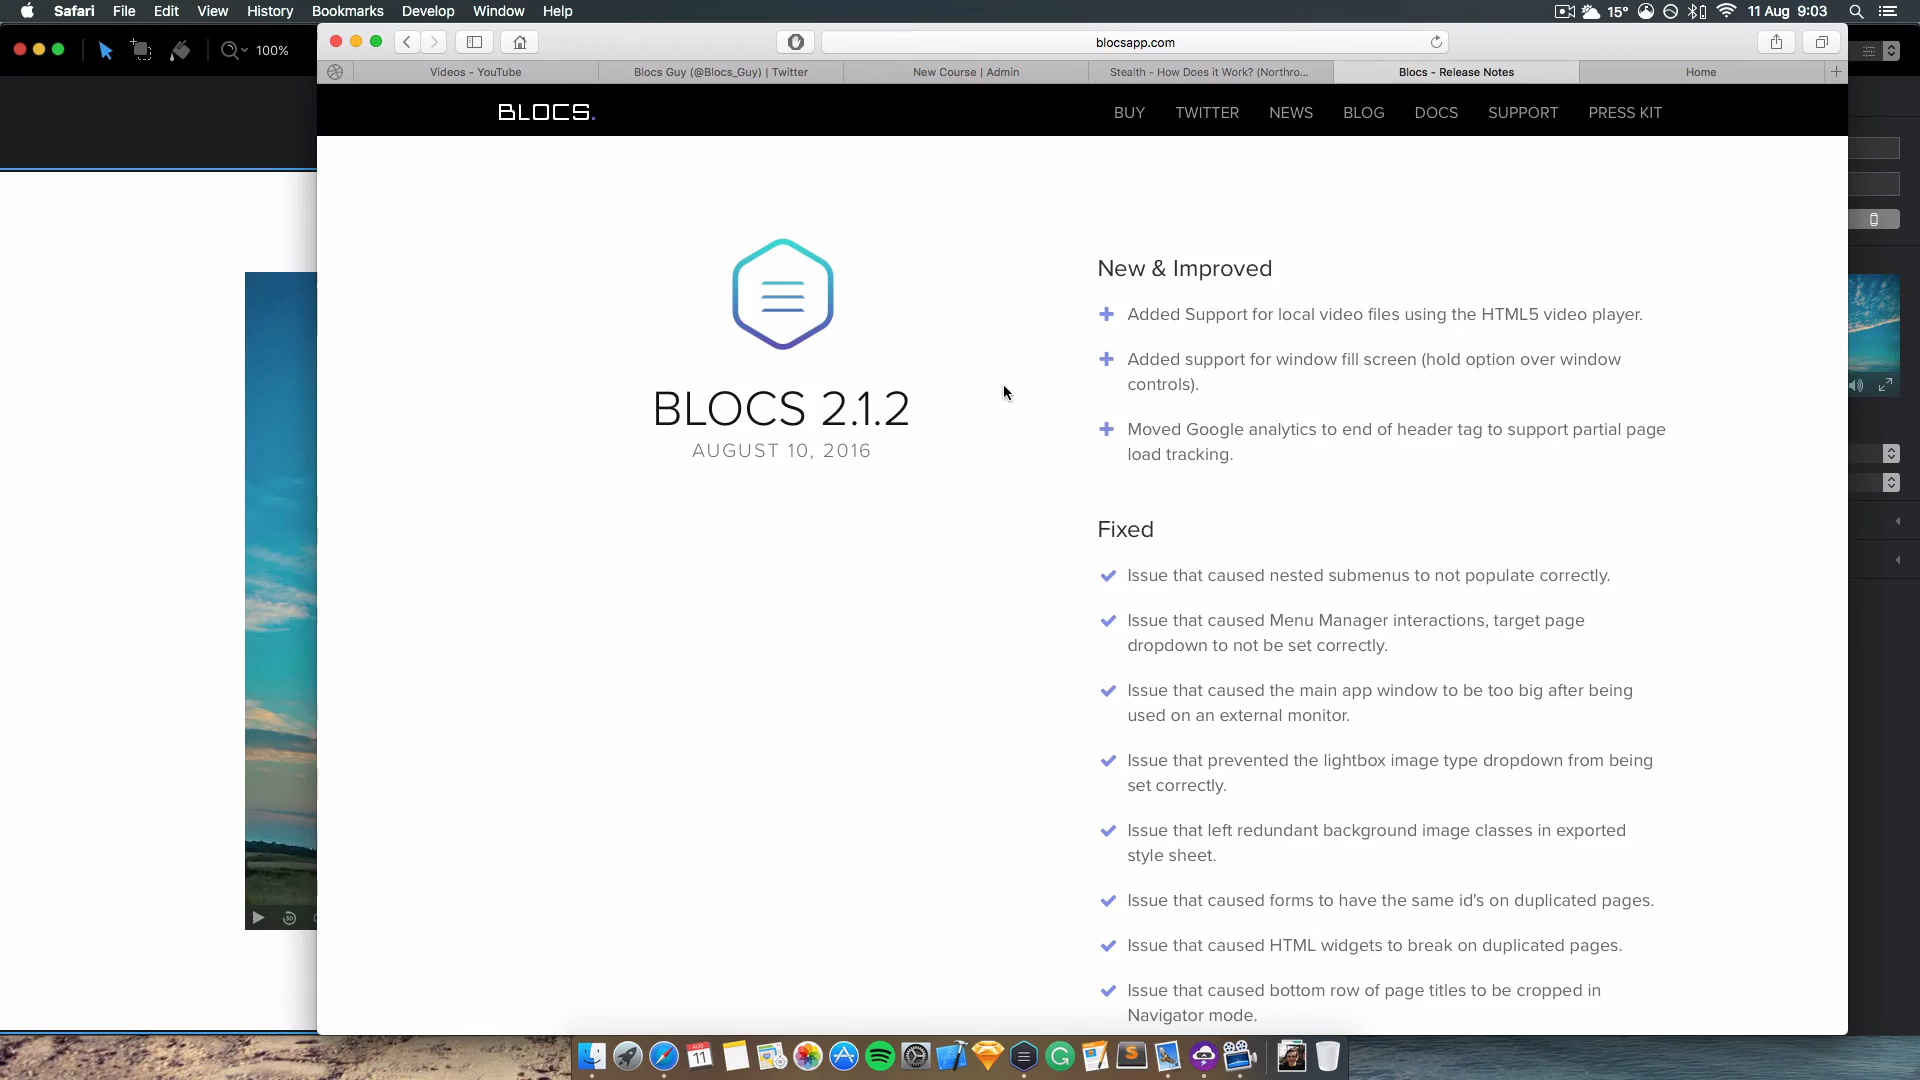 Safari File Edit View History Bookmarks Develop Window Help
15° 11 Aug 9:03
100%
blocsapp.com
Videos - YouTube
Blocs Guy (@Blocs_Guy) | Twitter
New Course | Admin
Stealth - How Does it Work? (Northro...
Blocs - Release Notes
Home
BLOCS.
BUY TWITTER NEWS BLOG DOCS SUPPORT PRESS KIT
BLOCS 2.1.2
AUGUST 10, 2016
New & Improved
Added Support for local video files using the HTML5 video player.
Added support for window fill screen (hold option over window
controls).
Moved Google analytics to end of header tag to support partial page
load tracking.
Fixed
Issue that caused nested submenus to not populate correctly.
Issue that caused Menu Manager interactions, target page
dropdown to not be set correctly.
Issue that caused the main app window to be too big after being
used on an external monitor.
Issue that prevented the lightbox image type dropdown from being
set correctly.
Issue that left redundant background image classes in exported
style sheet.
Issue that caused forms to have the same id's on duplicated pages.
Issue that caused HTML widgets to break on duplicated pages.
Issue that caused bottom row of page titles to be cropped in
Navigator mode.
30
AUG
11